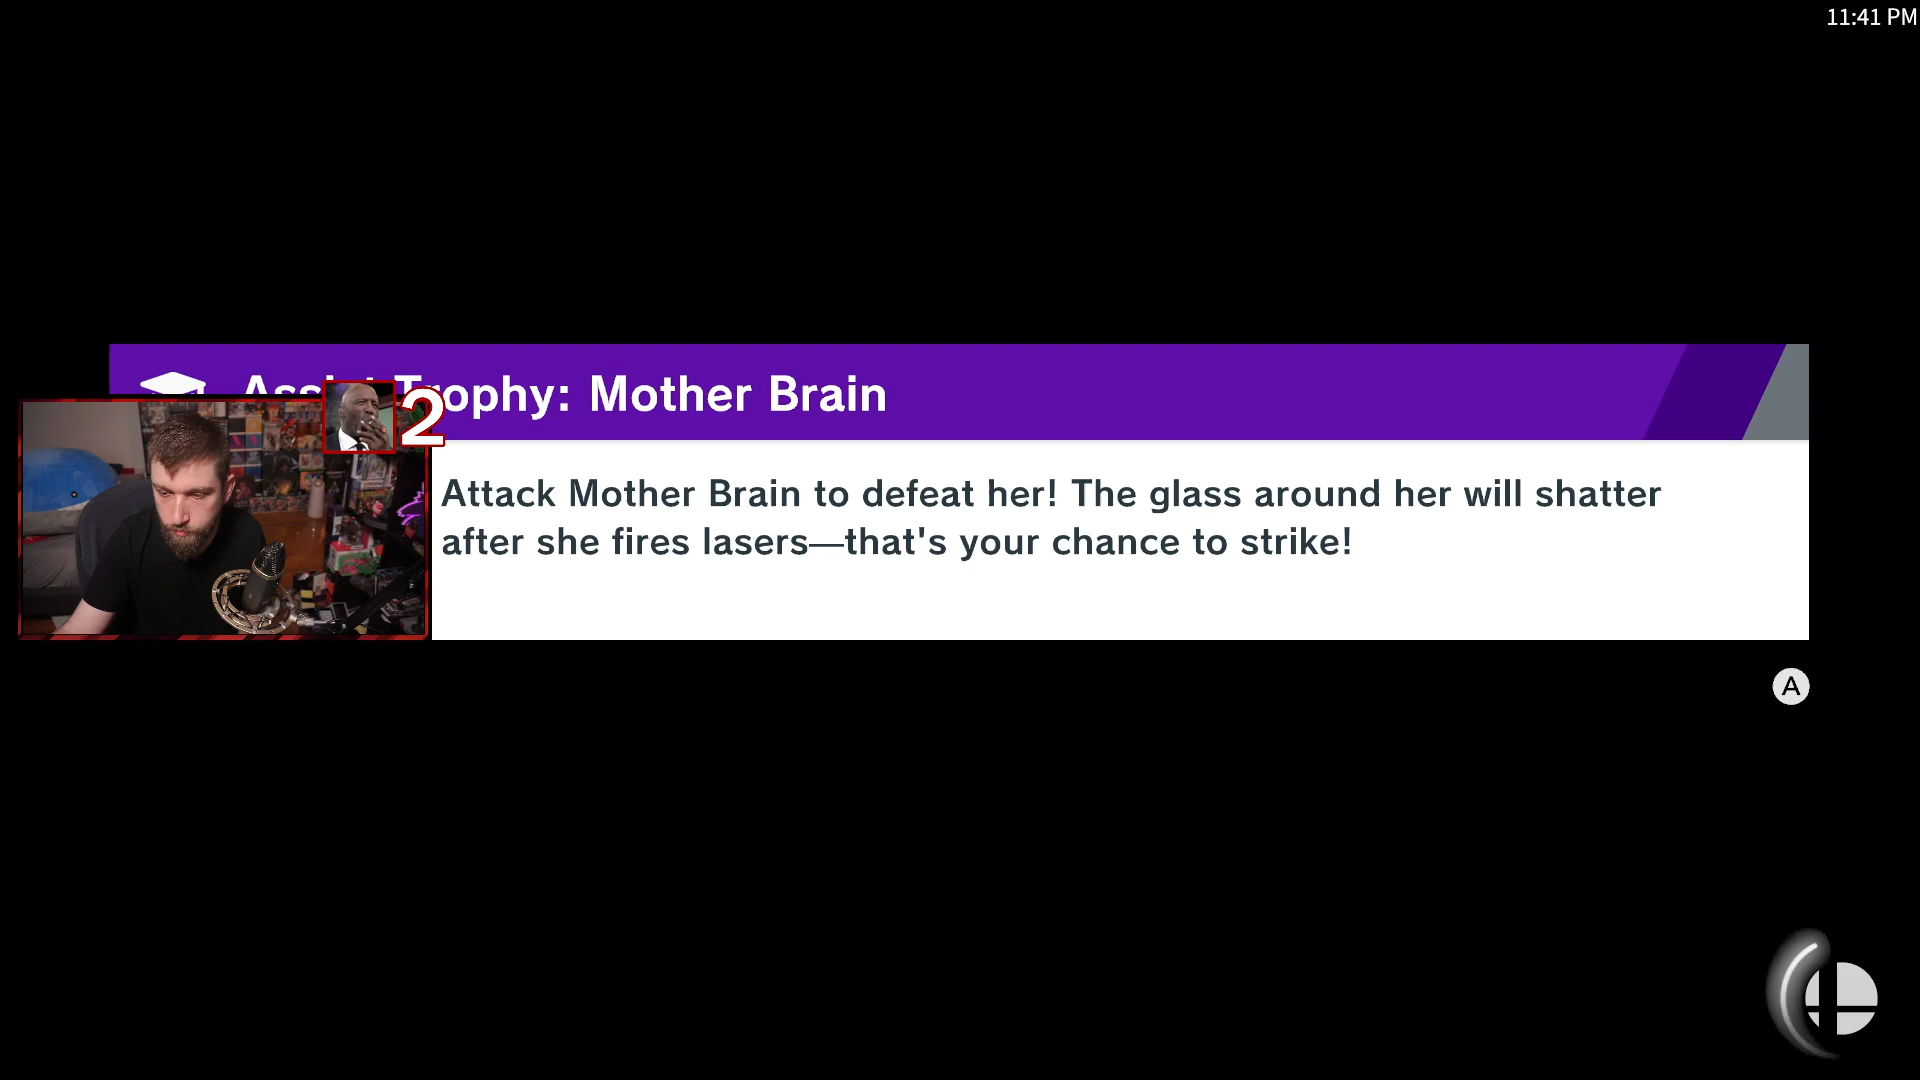 11:41 PM
Assist Trophy: Mother Brain
2
Attack Mother Brain to defeat her! The glass around her will shatter
after she fires lasers—that's your chance to strike!
A